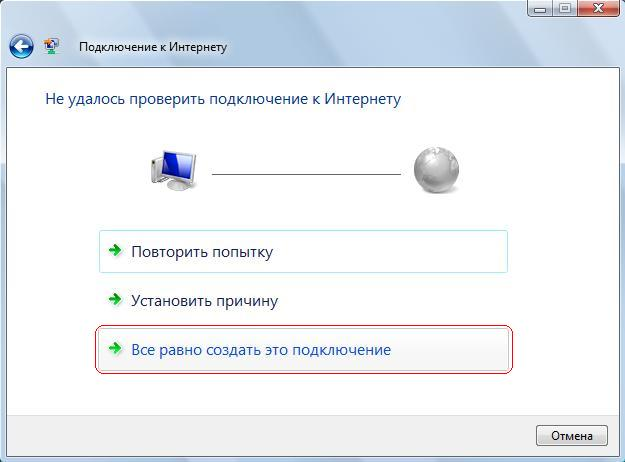 Подключение к Интернету
Не удалось проверить подключение к Интернету
Повторить попытку
Установить причину
Все равно создать это подключение
Отмена